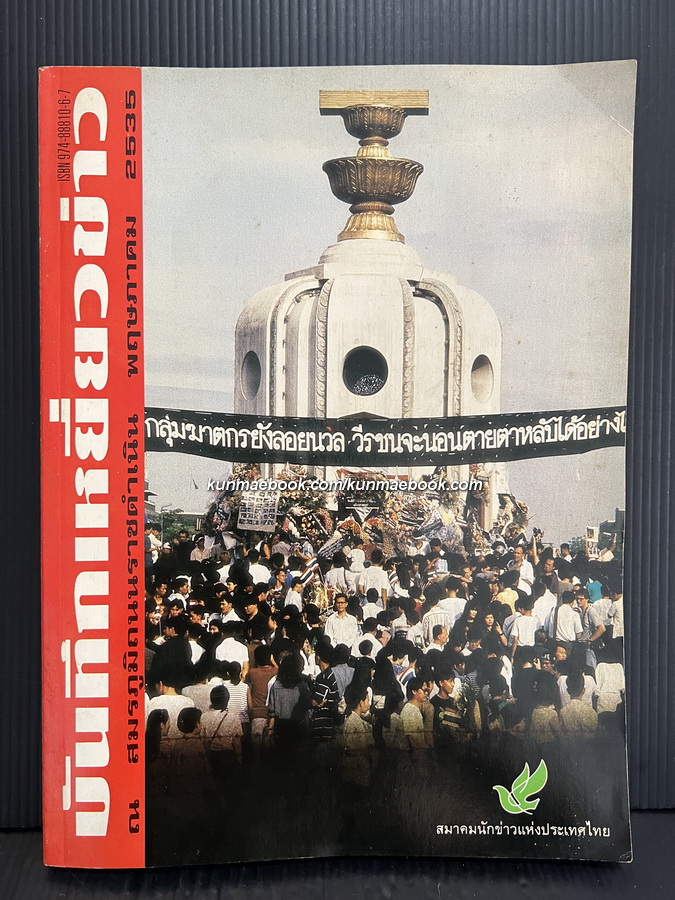 ISBN 974-88810-6-7
บันทึกเหยี่ยวข่าว
ณ สมรภูมิถนนราชดำเนิน พฤษภาคม 2535
กลุ่มฆาตกรยังลอยนวล วีรชนจะนอนตายตาหลับได้อย่างไ
kunmaebook.com/kunmaebook.com
สมาคมนักข่าวแห่งประเทศไทย